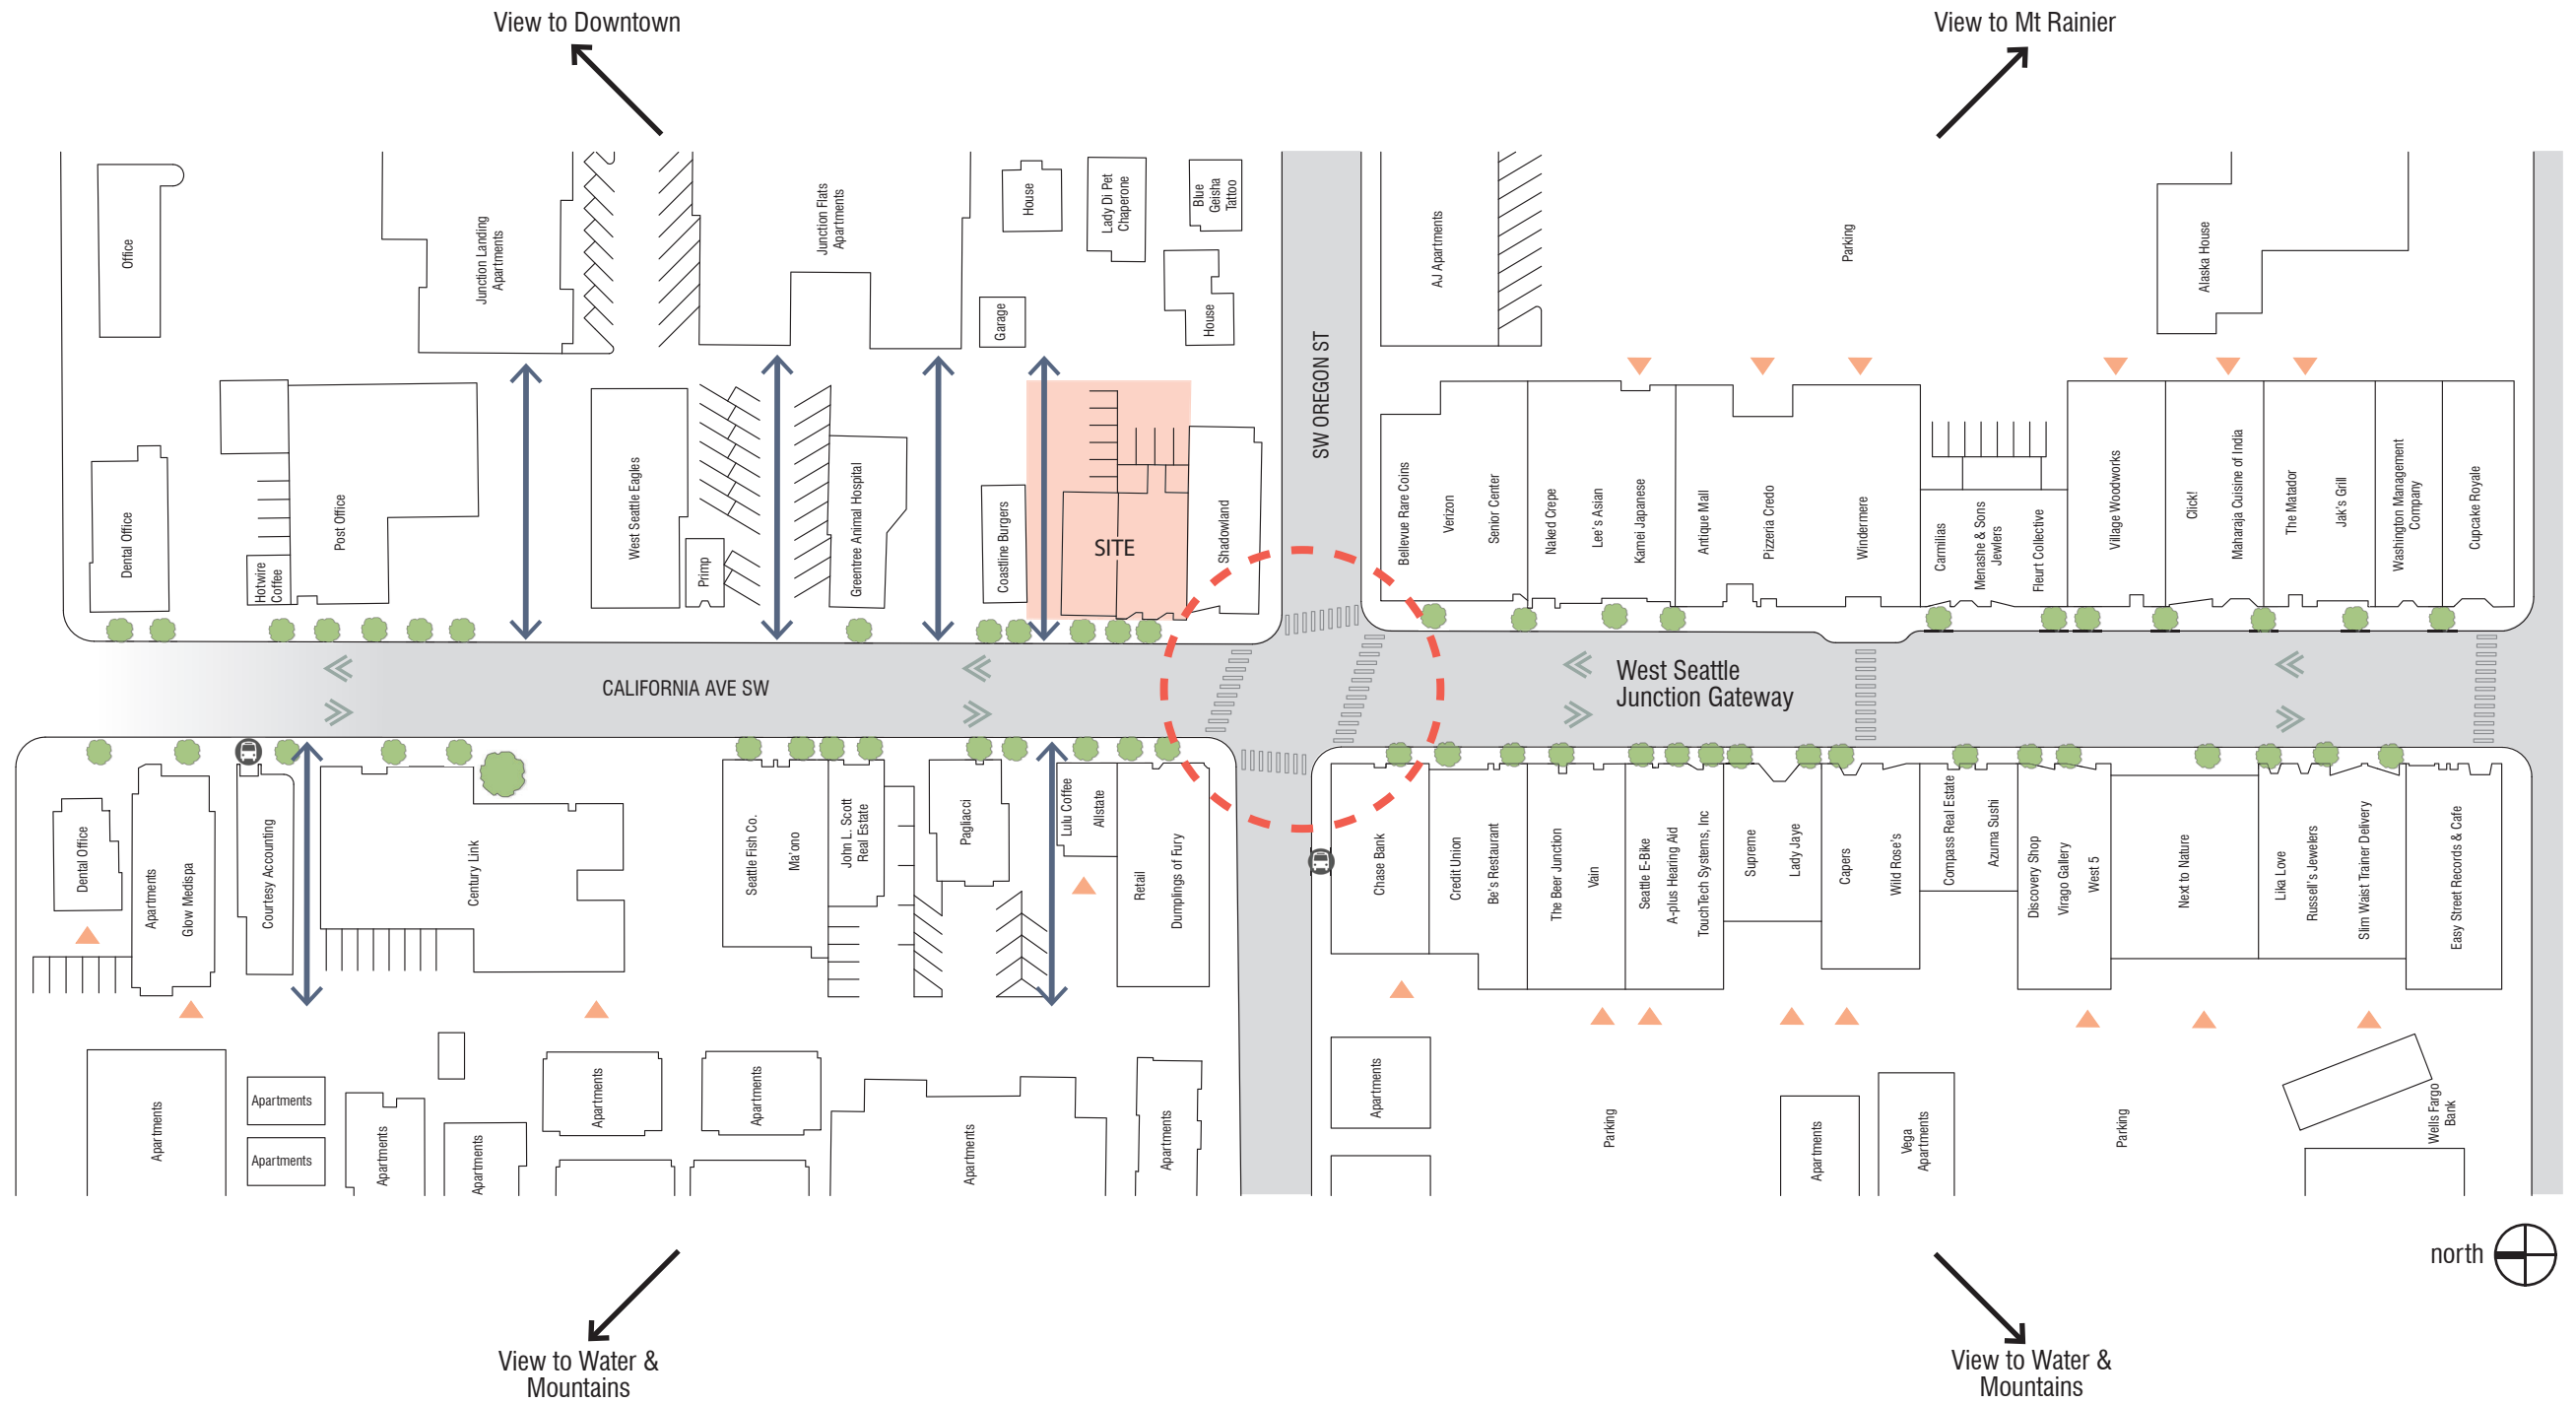 View to Downtown
View to Mt Rainier
Office
Junction Landing
Apartments
Junction Flats
Apartments
House
Lady Di Pet
Chaperone
Blue
Geisha
Tattoo
Garage
House
SW OREGON ST
AJ Apartments
Parking
Alaska House
Dental Office
Hotwire
Coffee
Post Office
West Seattle Eagles
Primp
Greentree Animal Hospital
Coastline Burgers
SITE
Shadowland
Bellevue Rare Coins
Verizon
Senior Center
Naked Crepe
Lee's Asian
Kamei Japanese
Antique Mall
Pizzeria Credo
Windermere
Carmilias
Menashe & Sons
Jewlers
Fleurt Collective
Village Woodworks
Click!
Maharaja Cuisine of India
The Matador
Jak's Grill
Washington Management
Company
Cupcake Royale
CALIFORNIA AVE SW
West Seattle
Junction Gateway
Dental Office
Apartments
Glow Medispa
Courtesy Accounting
Century Link
Seattle Fish Co.
Ma'ono
John L. Scott
Real Estate
Pagliacci
Lulu Coffee
Allstate
Retail
Dumplings of Fury
Chase Bank
Credit Union
Be's Restaurant
The Beer Junction
Vain
Seattle E-Bike
A-plus Hearing Aid
TouchTech Systems, Inc
Supreme
Lady Jaye
Capers
Wild Rose's
Compass Real Estate
Azuma Sushi
Discovery Shop
Virago Gallery
West 5
Next to Nature
Lika Love
Russell's Jewelers
Slim Waist Trainer Delivery
Easy Street Records & Cafe
Apartments
Apartments
Apartments
Apartments
Apartments
Apartments
Apartments
Apartments
Apartments
Apartments
Parking
Apartments
Vega
Apartments
Parking
Wells Fargo
Bank
north
View to Water &
Mountains
View to Water &
Mountains